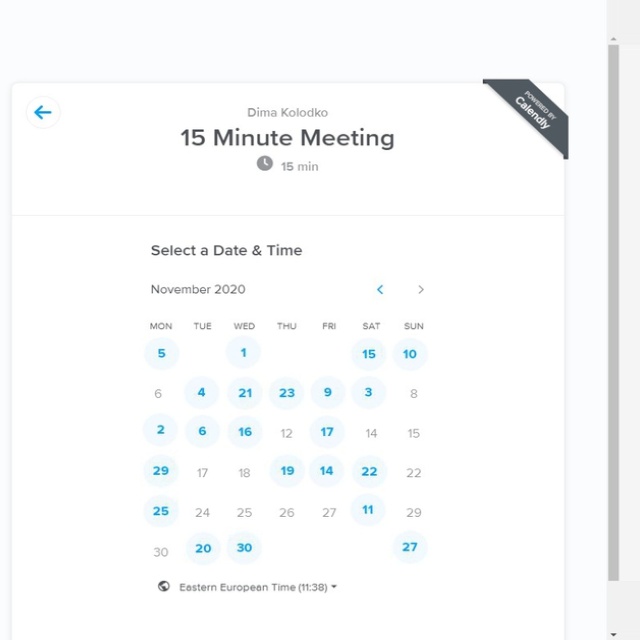 POWERED BY
Calendly
Dima Kolodko
15 Minute Meeting
15 min
Select a Date & Time
November 2020
MON TUE WED THU FRI SAT SUN
5 1 15 10
6 4 21 23 9 3 8
2 6 16 12 17 14 15
29 17 18 19 14 22 22
25 24 25 26 27 11 29
30 20 30 27
Eastern European Time (11:38)